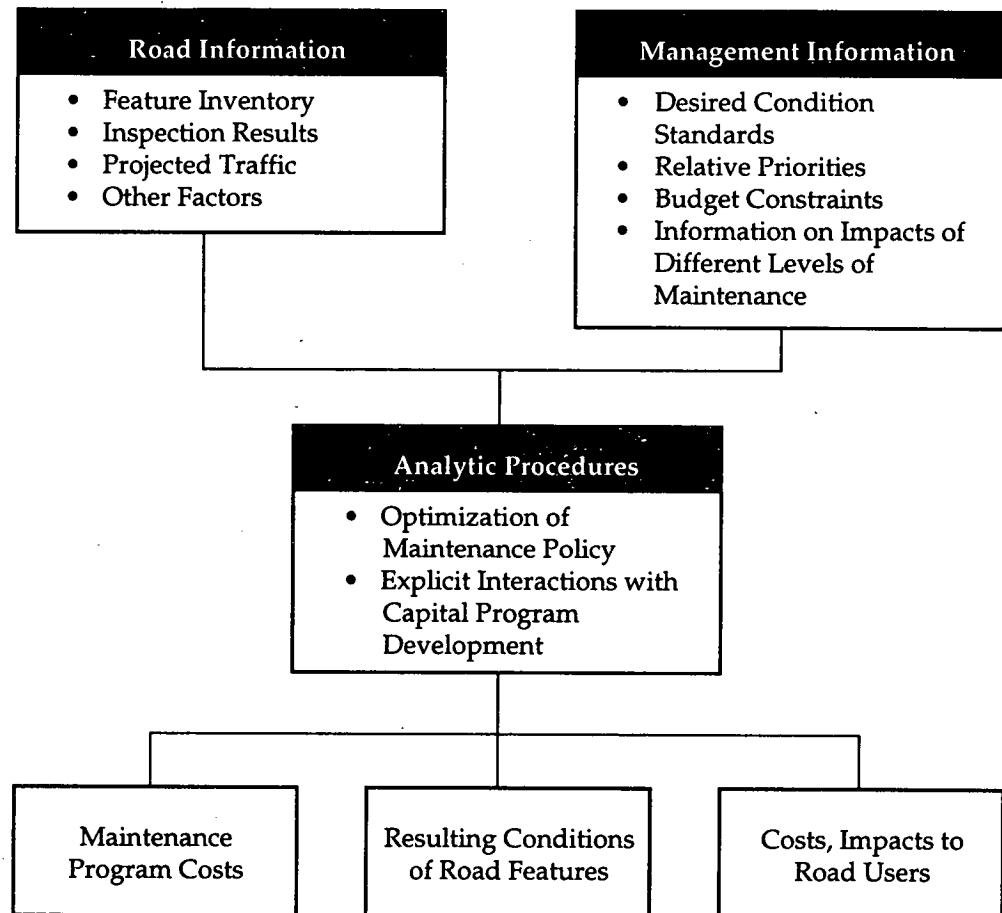 Road Information
• Feature Inventory
• Inspection Results
• Projected Traffic
• Other Factors
Management Information
• Desired Condition
Standards
• Relative Priorities
• Budget Constraints
• Information on Impacts of
Different Levels of
Maintenance
Analytic Procedures
• Optimization of
Maintenance Policy
• Explicit Interactions with
Capital Program
Development
Maintenance
Program Costs
Resulting Conditions
of Road Features
Costs, Impacts to
Road Users